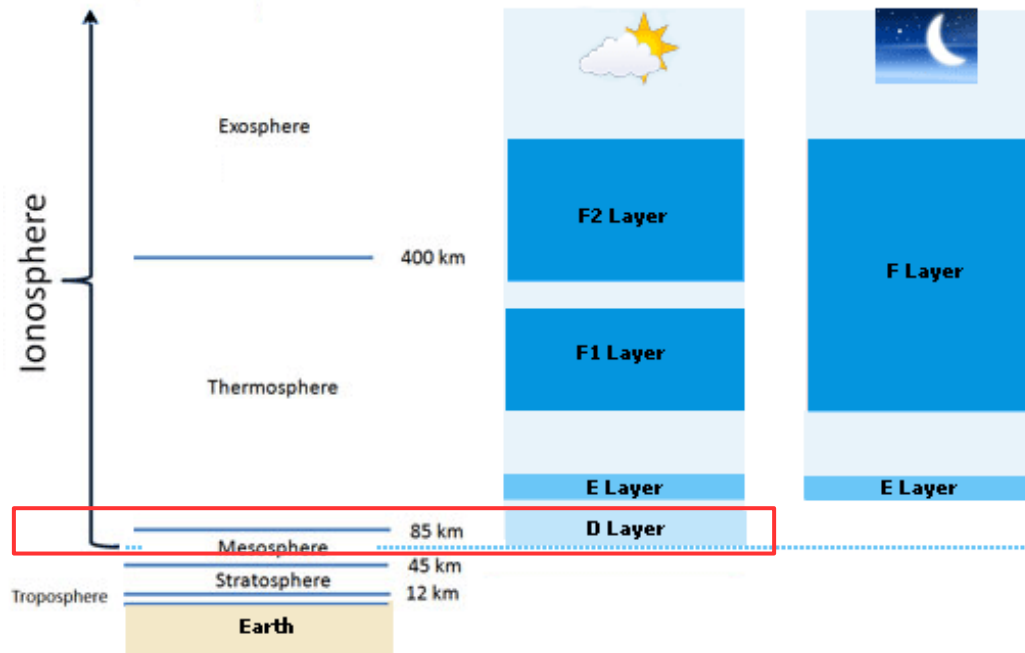 Ionosphere
Exosphere
400 km
Thermosphere
85 km
Mesosphere
45 km
Stratosphere
Troposphere
12 km
Earth
F2 Layer
F1 Layer
E Layer
D Layer
F Layer
E Layer